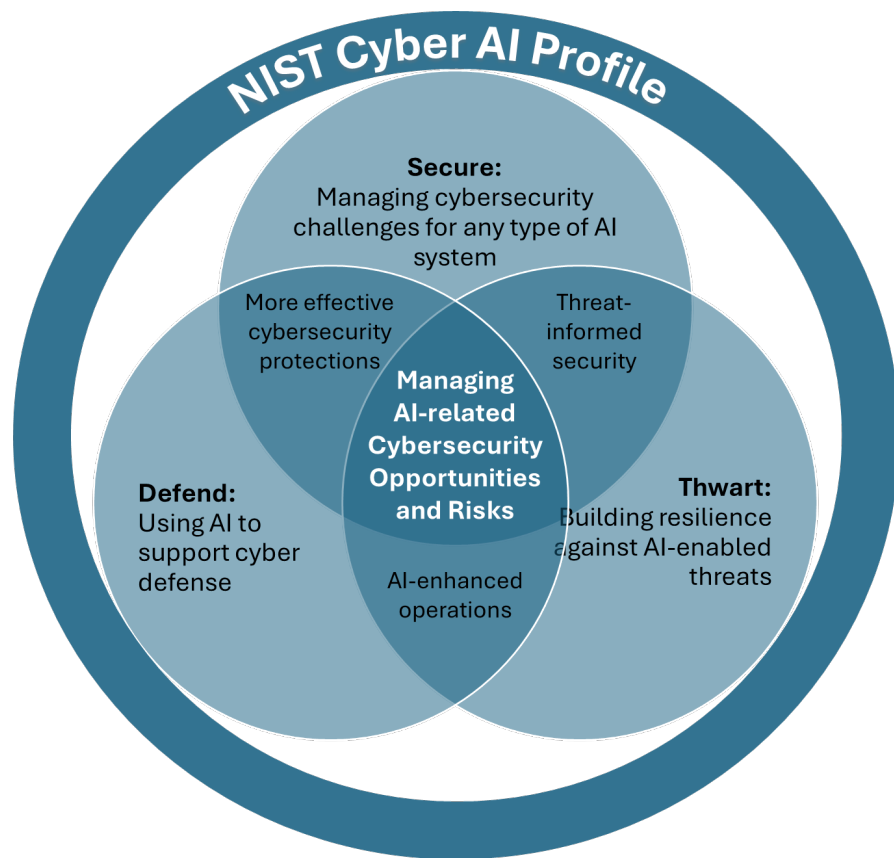 NIST Cyber AI Profile
Secure:
Managing cybersecurity
challenges for any type of AI
system
More effective
cybersecurity
protections
Threat-
informed
security
Managing
AI-related
Cybersecurity
Opportunities
and Risks
Defend:
Using AI to
support cyber
defense
Thwart:
Building resilience
against AI-enabled
threats
AI-enhanced
operations